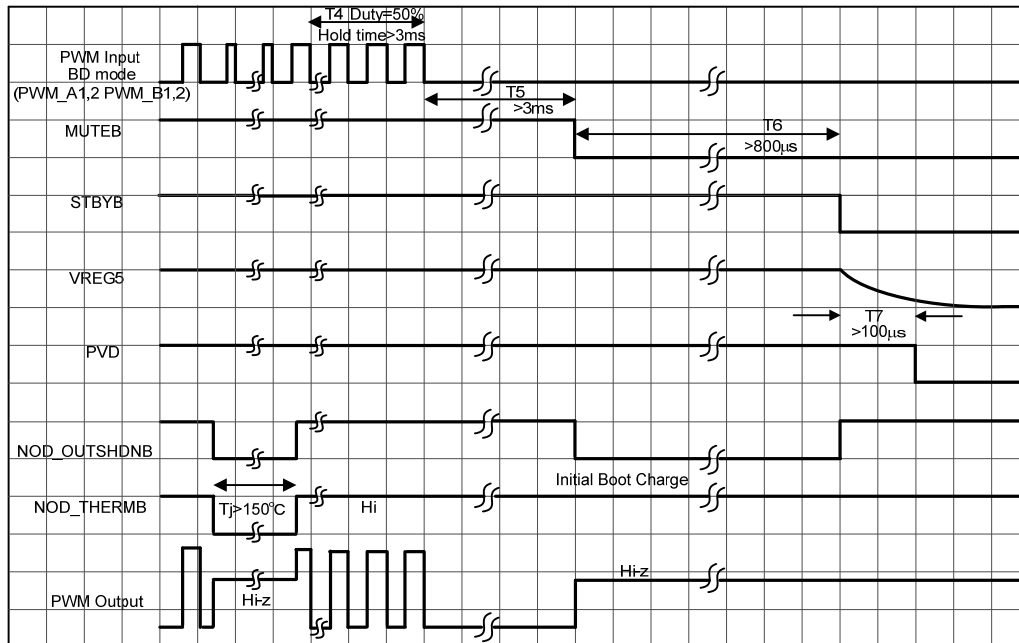 T4 Duty=50%
Hold time>3ms
PWM Input
BD mode
(PWM_A1,2 PWM_B1,2)
T5
>3ms
MUTEB
T6
>800μs
STBYB
VREG5
T7
>100μs
PVD
NOD_OUTSHDNB
Initial Boot Charge
NOD_THERMB
Tj>150°C
Hi
Hi-z
Hi-z
PWM Output